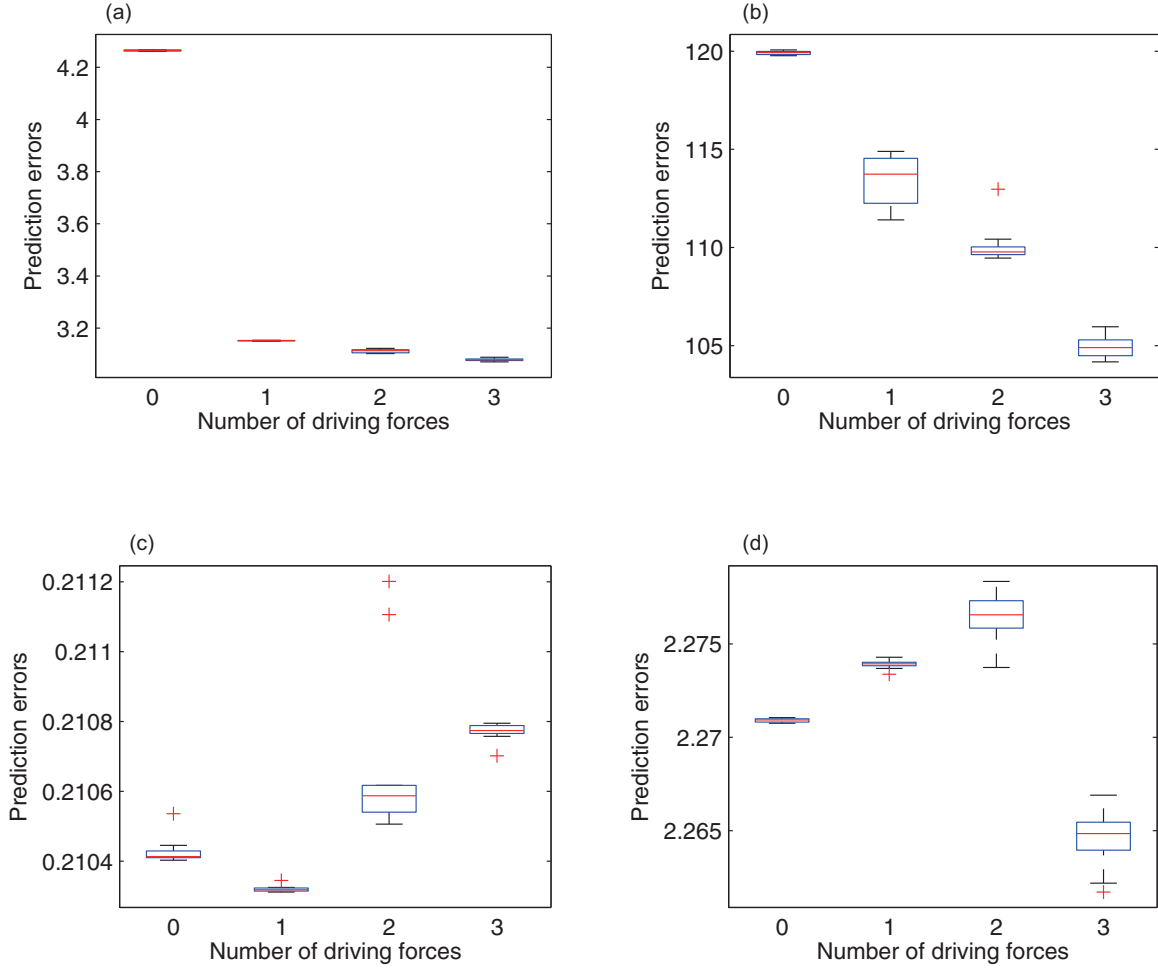 (a)
4.2
4
3.8
3.6
3.4
3.2
Prediction errors
0 1 2 3
Number of driving forces
(b)
120
115
110
105
Prediction errors
0 1 2 3
Number of driving forces
(c)
0.2112
0.211
0.2108
0.2106
0.2104
Prediction errors
0 1 2 3
Number of driving forces
(d)
2.275
2.27
2.265
Prediction errors
0 1 2 3
Number of driving forces